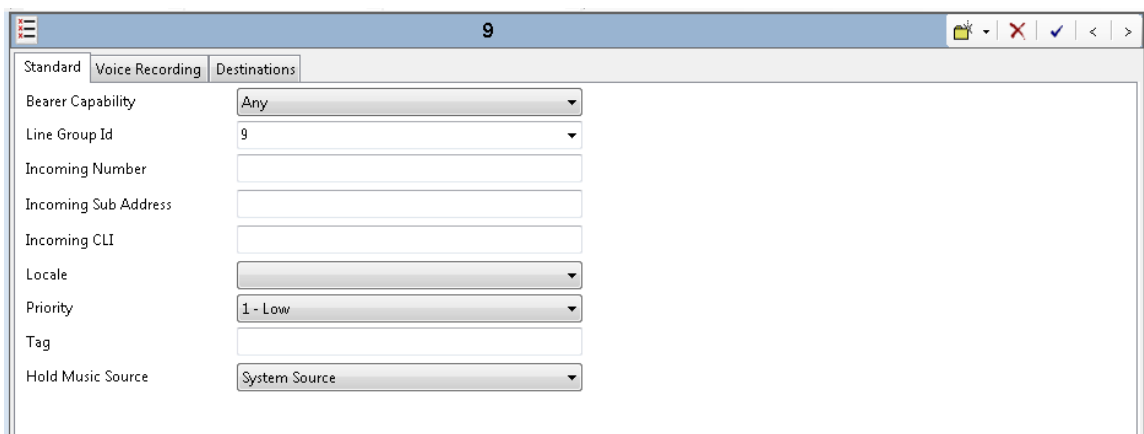 9
Standard Voice Recording Destinations
Bearer Capability Any
Line Group Id 9
Incoming Number
Incoming Sub Address
Incoming CLI
Locale
Priority 1 - Low
Tag
Hold Music Source System Source